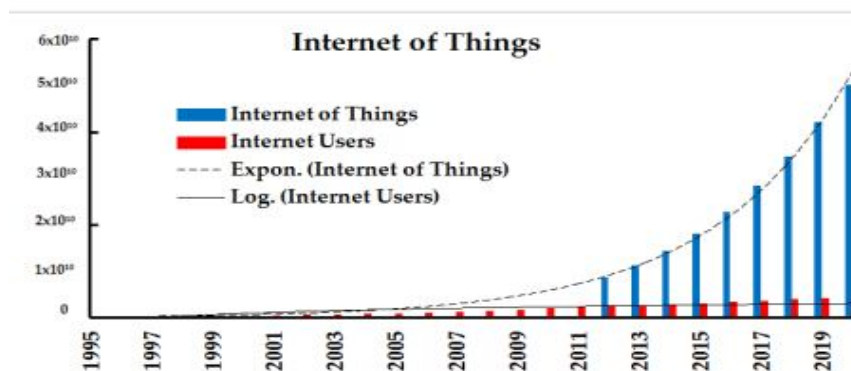 Internet of Things
6x10¹⁰
5x10¹⁰
4x10¹⁰
3x10¹⁰
2x10¹⁰
1x10¹⁰
0
Internet of Things
Internet Users
Expon. (Internet of Things)
Log. (Internet Users)
1995
1997
1999
2001
2003
2005
2007
2009
2011
2013
2015
2017
2019